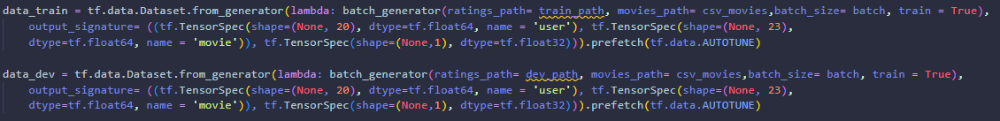 data_train = tf.data.Dataset.from_generator(lambda: batch_generator(ratings_path= train_path, movies_path= csv_movies,batch_size= batch, train = True),
output_signature= ((tf.TensorSpec(shape=(None, 20), dtype=tf.float64, name = 'user'), tf.TensorSpec(shape=(None, 23),
dtype=tf.float64, name = 'movie')), tf.TensorSpec(shape=(None,1), dtype=tf.float32))).prefetch(tf.data.AUTOTUNE)
data_dev = tf.data.Dataset.from_generator(lambda: batch_generator(ratings_path= dev_path, movies_path= csv_movies,batch_size= batch, train = True),
output_signature= ((tf.TensorSpec(shape=(None, 20), dtype=tf.float64, name = 'user'), tf.TensorSpec(shape=(None, 23),
dtype=tf.float64, name = 'movie')), tf.TensorSpec(shape=(None,1), dtype=tf.float32))).prefetch(tf.data.AUTOTUNE)